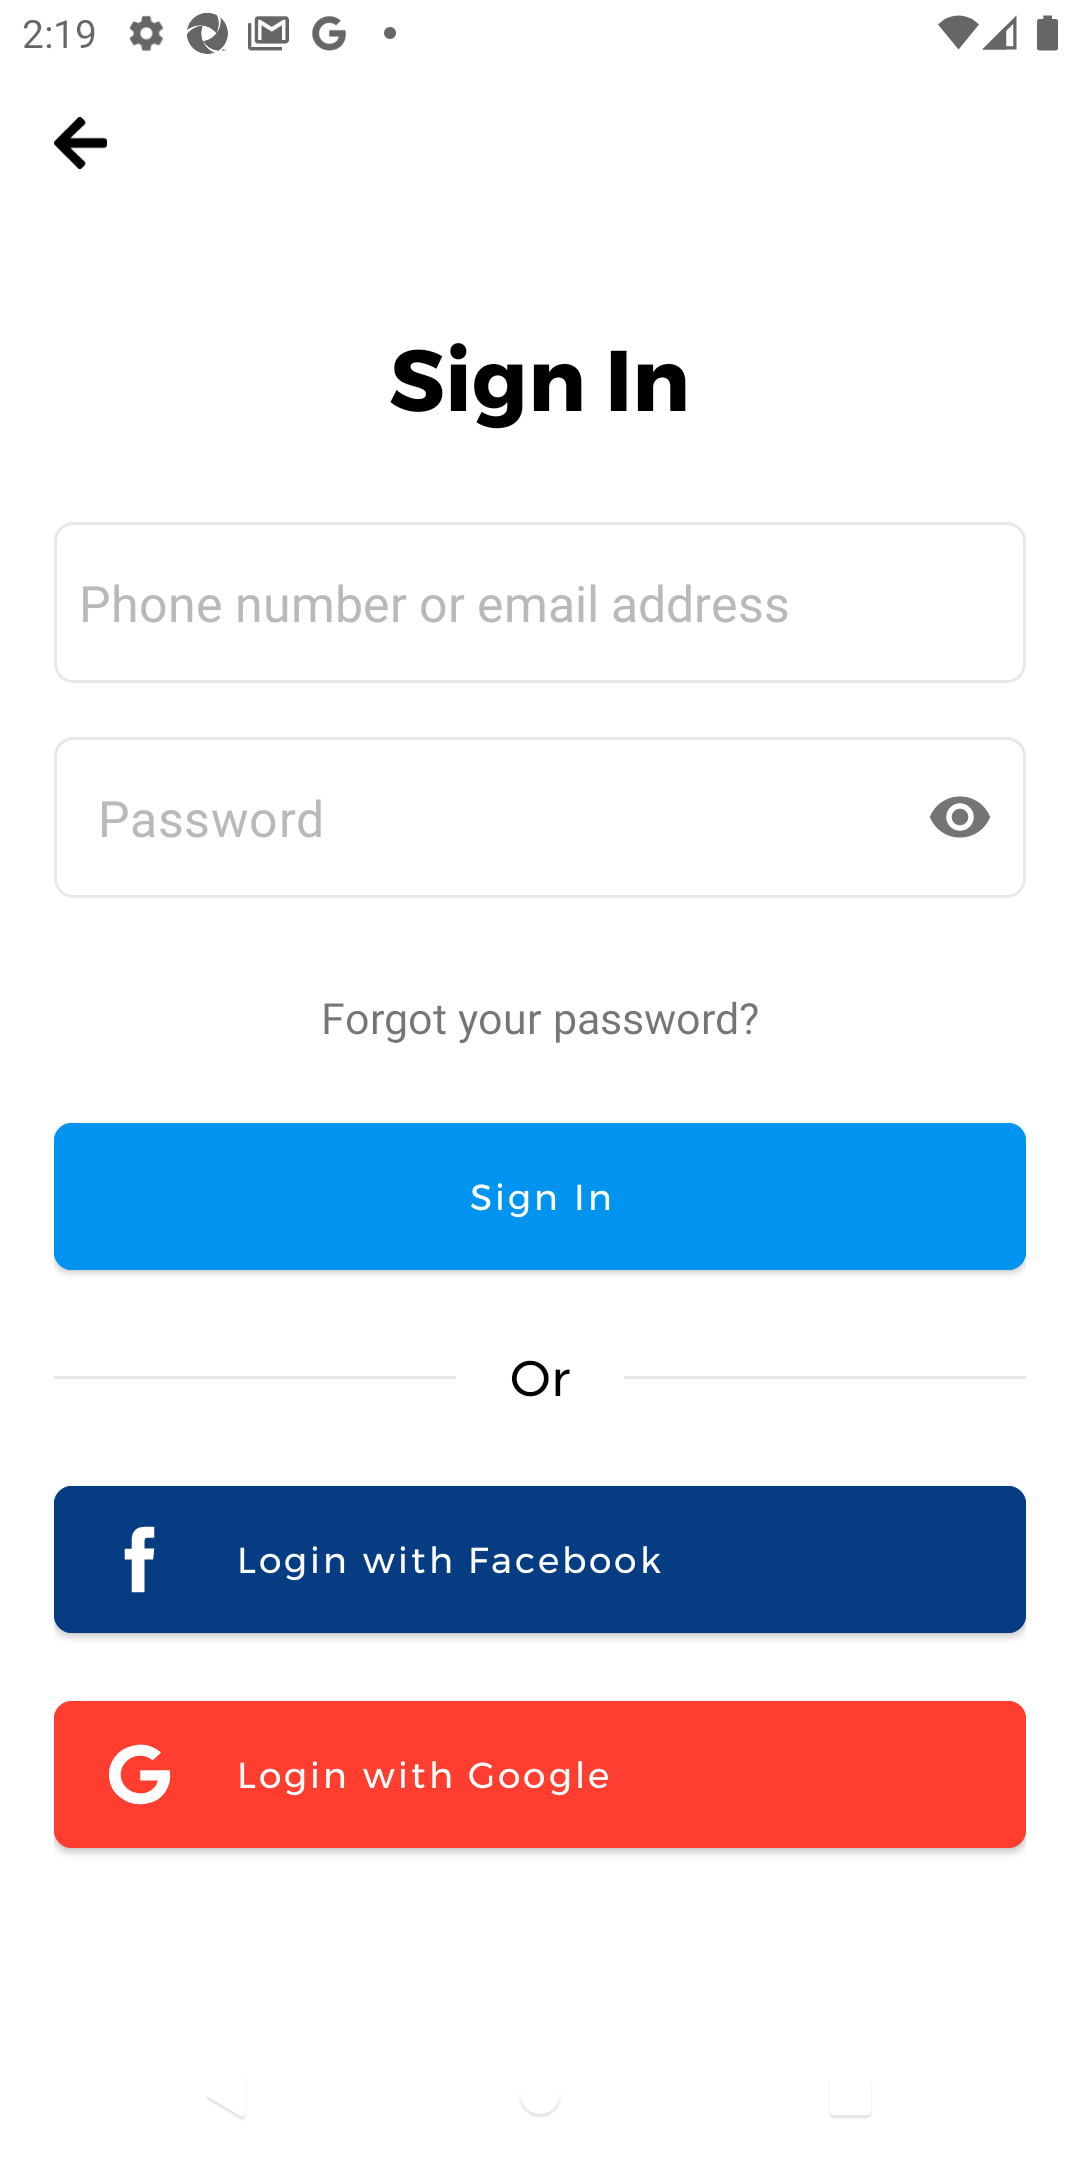 2:19
Sign In
Phone number or email address
Password
Forgot your password?
Sign In
Or
Login with Facebook
Login with Google